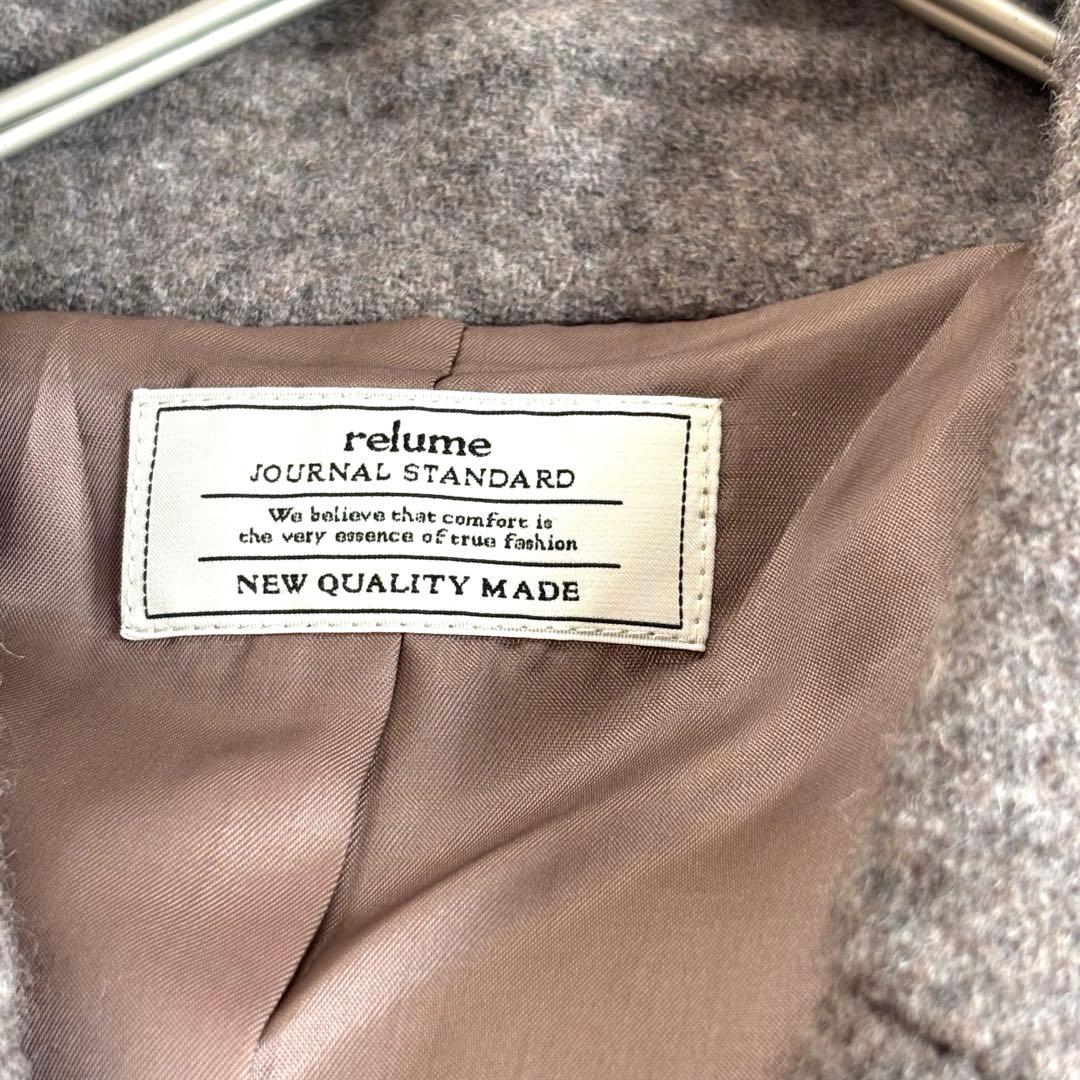 relume
JOURNAL STANDARD
We believe that comfort is
the very essence of true fashion
NEW QUALITY MADE